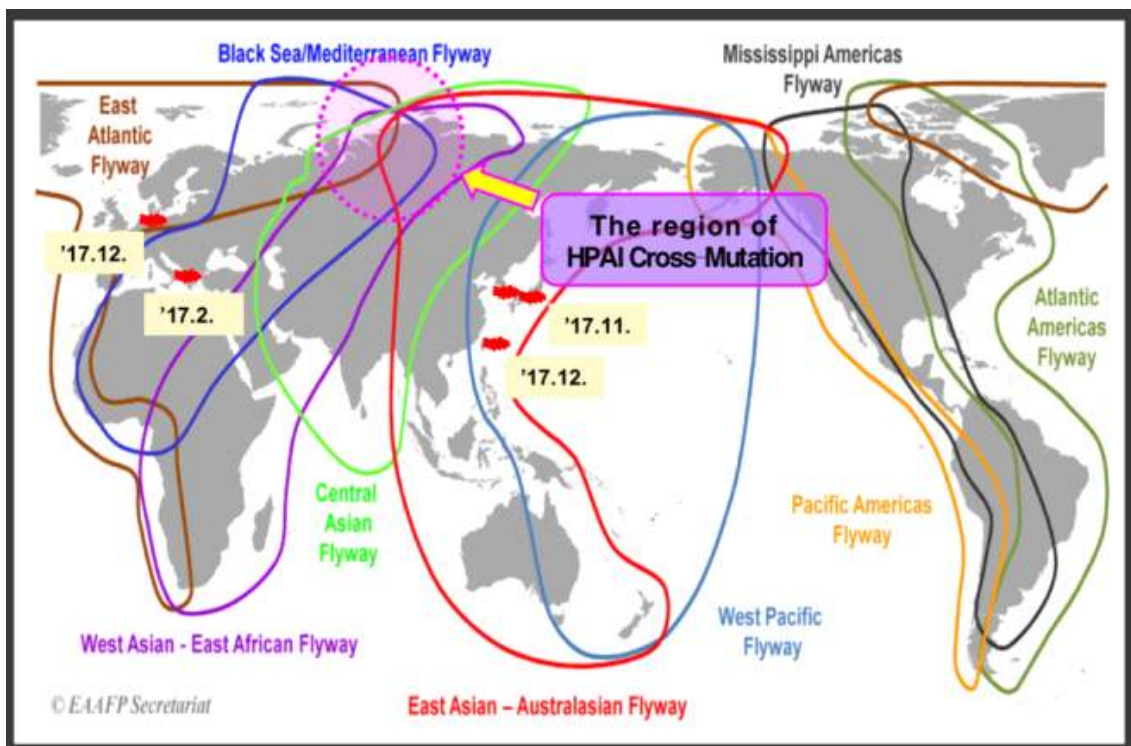 Black Sea/Mediterranean Flyway
Mississippi Americas
Flyway
East
Atlantic
Flyway
The region of
HPAI Cross Mutation
'17.12.
'17.2.
'17.11.
'17.12.
Atlantic
Americas
Flyway
Central
Asian
Flyway
Pacific Americas
Flyway
West Asian - East African Flyway
West Pacific
Flyway
© EAAFP Secretariat
East Asian – Australasian Flyway